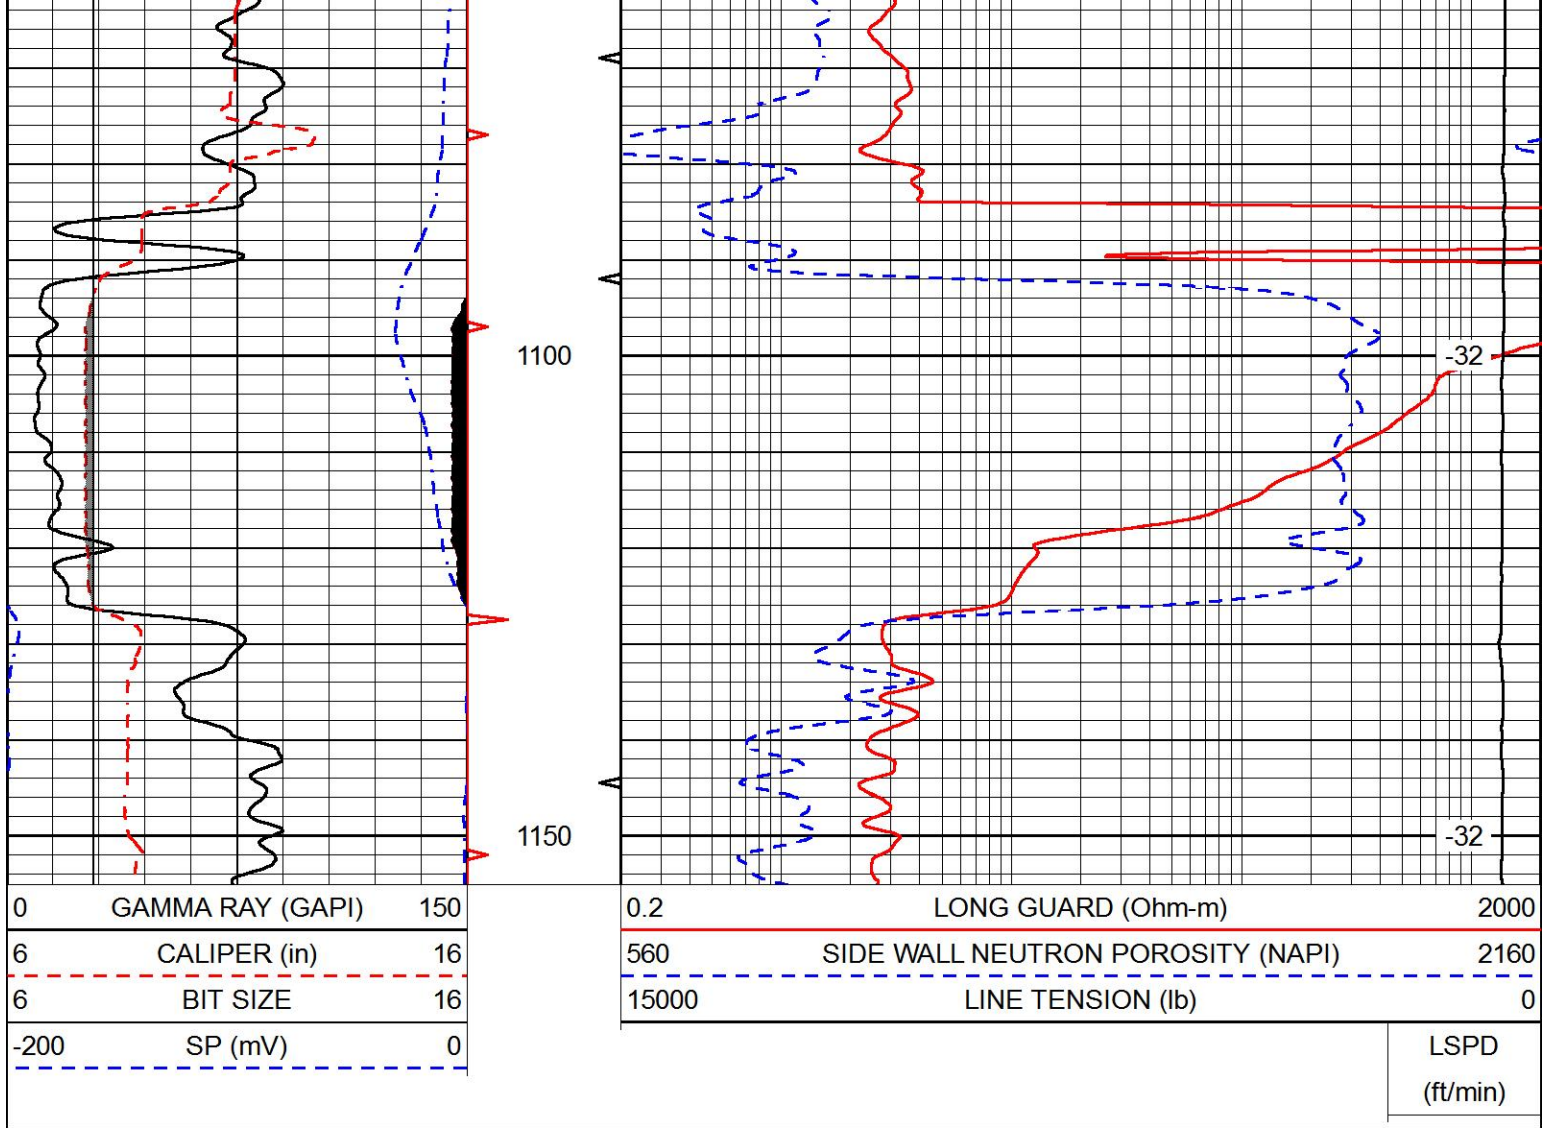 1100
-32
1150
-32
0 GAMMA RAY (GAPI) 150
6 CALIPER (in) 16
6 BIT SIZE 16
-200 SP (mV) 0
0.2 LONG GUARD (Ohm-m) 2000
560 SIDE WALL NEUTRON POROSITY (NAPI) 2160
15000 LINE TENSION (lb) 0
LSPD
(ft/min)